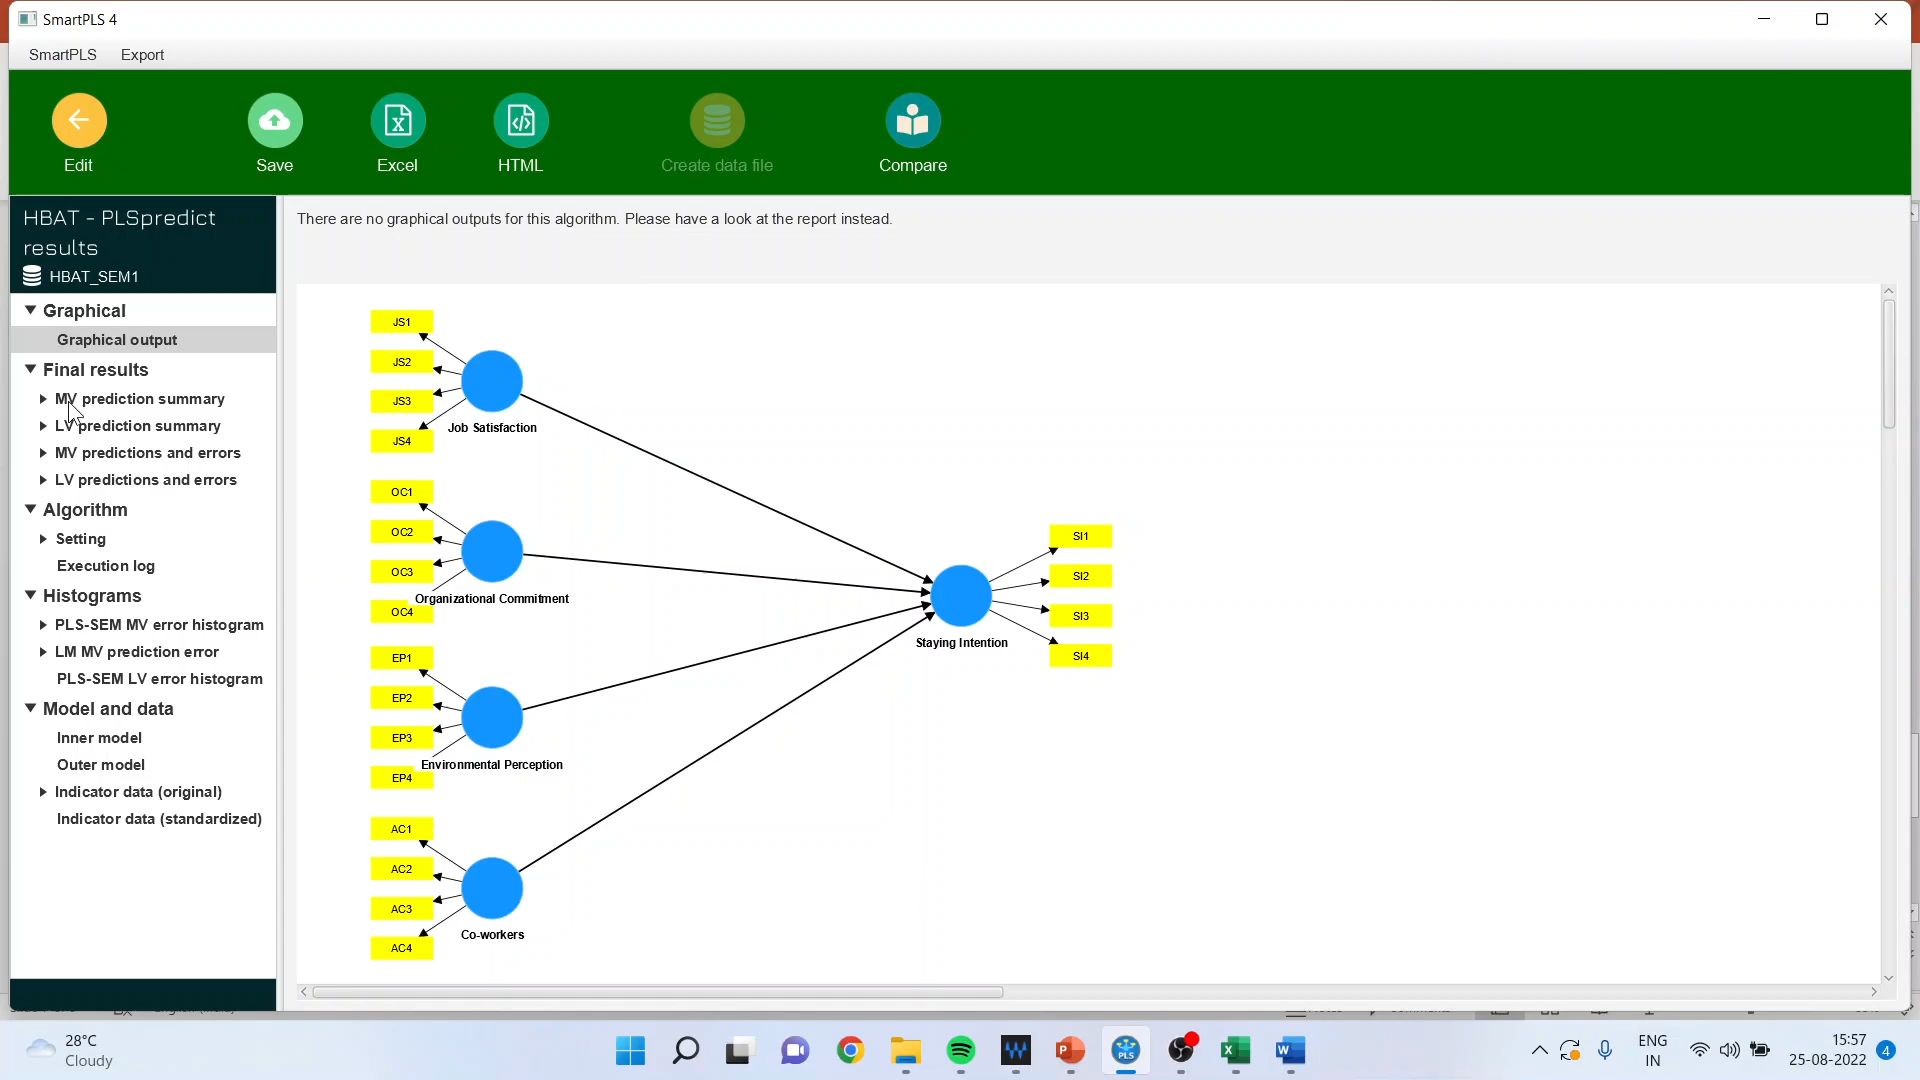 SmartPLS 4
SmartPLS Export
Edit
Save
Excel
HTML
Create data file
Compare
HBAT - PLSpredict
results
HBAT_SEM1
Graphical
Graphical output
Final results
MV prediction summary
LV prediction summary
MV predictions and errors
LV predictions and errors
Algorithm
Setting
Execution log
Histograms
PLS-SEM MV error histogram
LM MV prediction error
PLS-SEM LV error histogram
Model and data
Inner model
Outer model
Indicator data (original)
Indicator data (standardized)
There are no graphical outputs for this algorithm. Please have a look at the report instead.
JS1
JS2
JS3
JS4
Job Satisfaction
OC1
OC2
OC3
OC4
Organizational Commitment
EP1
EP2
EP3
EP4
Environmental Perception
AC1
AC2
AC3
AC4
Co-workers
Staying Intention
SI1
SI2
SI3
SI4
28°C
Cloudy
PLS
ENG
IN
15:57
25-08-2022
4